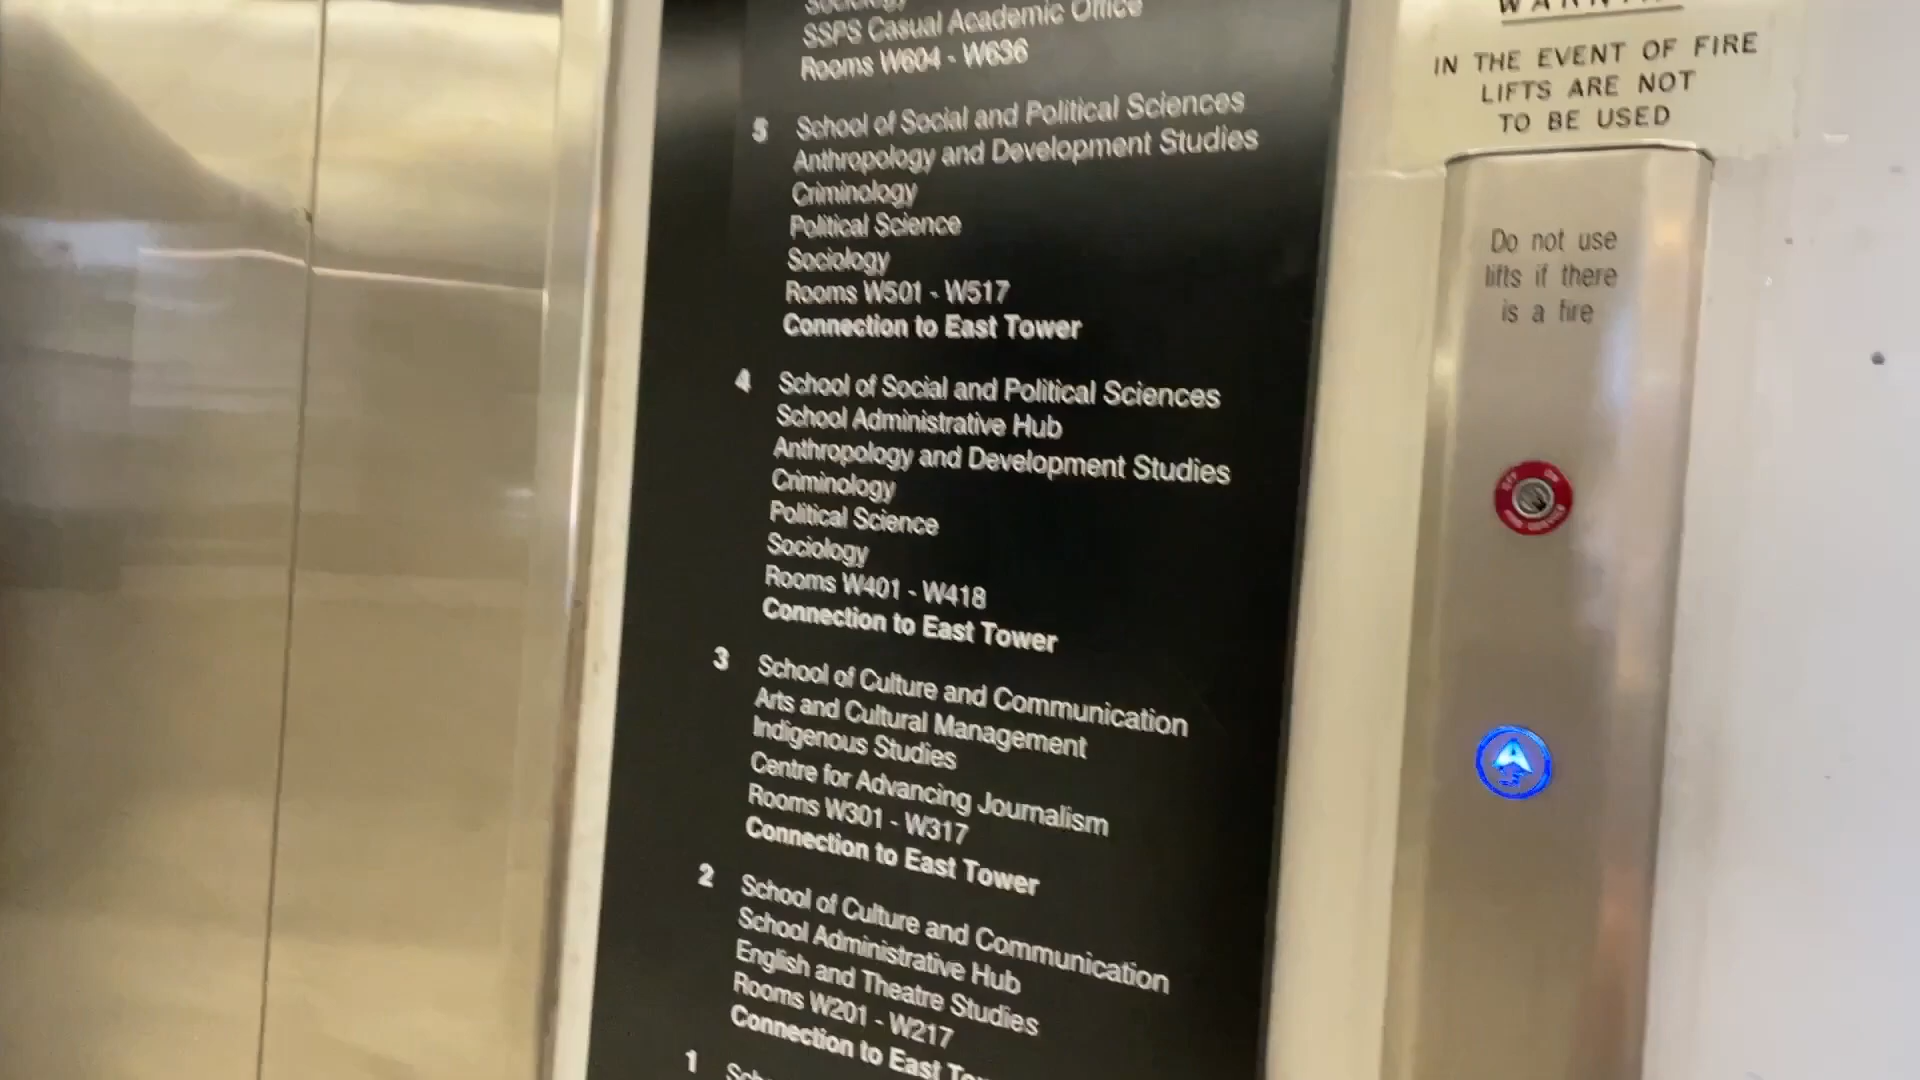 Sociology
SSPS Casual Academic Office
Rooms W604 - W636
5 School of Social and Political Sciences
Anthropology and Development Studies
Criminology
Political Science
Sociology
Rooms W501 - W517
Connection to East Tower
4 School of Social and Political Sciences
School Administrative Hub
Anthropology and Development Studies
Criminology
Political Science
Sociology
Rooms W401 - W418
Connection to East Tower
3 School of Culture and Communication
Arts and Cultural Management
Indigenous Studies
Centre for Advancing Journalism
Rooms W301 - W317
Connection to East Tower
2 School of Culture and Communication
School Administrative Hub
English and Theatre Studies
Rooms W201 - W217
Connection to East
1
IN THE EVENT OF FIRE
LIFTS ARE NOT
TO BE USED
Do not use
lifts if there
is a fire
OFF ON